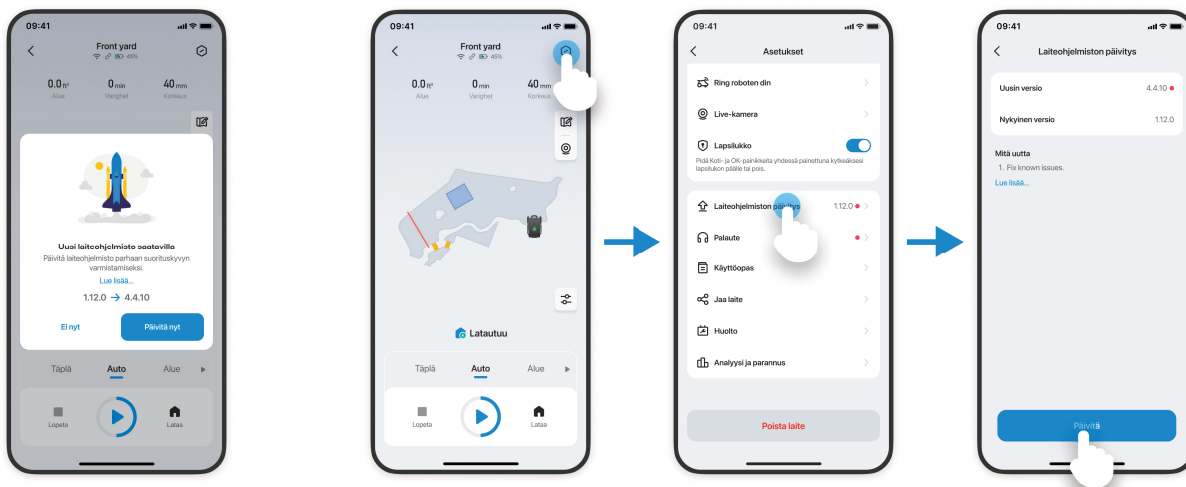 09:41
Front yard
45%
0.0 ft² 0 min 40 mm
Alue Varighet Korkeus
Uusi laiteohjelmisto saatavilla
Päivitä laiteohjelmisto parhaan suorituskyvyn
varmistamiseksi.
Lue lisää...
1.12.0 → 4.4.10
Ei nyt Päivitä nyt
Täplä Auto Alue
Lopeta Lataa
09:41
Front yard
45%
0.0 ft² 0 min 40 mm
Alue Varighet Korkeus
Latautuu
Täplä Auto Alue
Lopeta Lataa
09:41
Asetukset
Ring roboten din
Live-kamera
Lapsilukko
Pidä Koti- ja OK-painikkeita yhdessä painettuna kytkeäksesi
lapsilukon päälle tai pois.
Laiteohjelmiston päivitys 1.12.0
Palaute
Käyttöopas
Jaa laite
Huolto
Analyysi ja parannus
Poista laite
09:41
Laiteohjelmiston päivitys
Uusin versio 4.4.10
Nykyinen versio 1.12.0
Mitä uutta
1. Fix known issues.
Lue lisää...
Päivitä